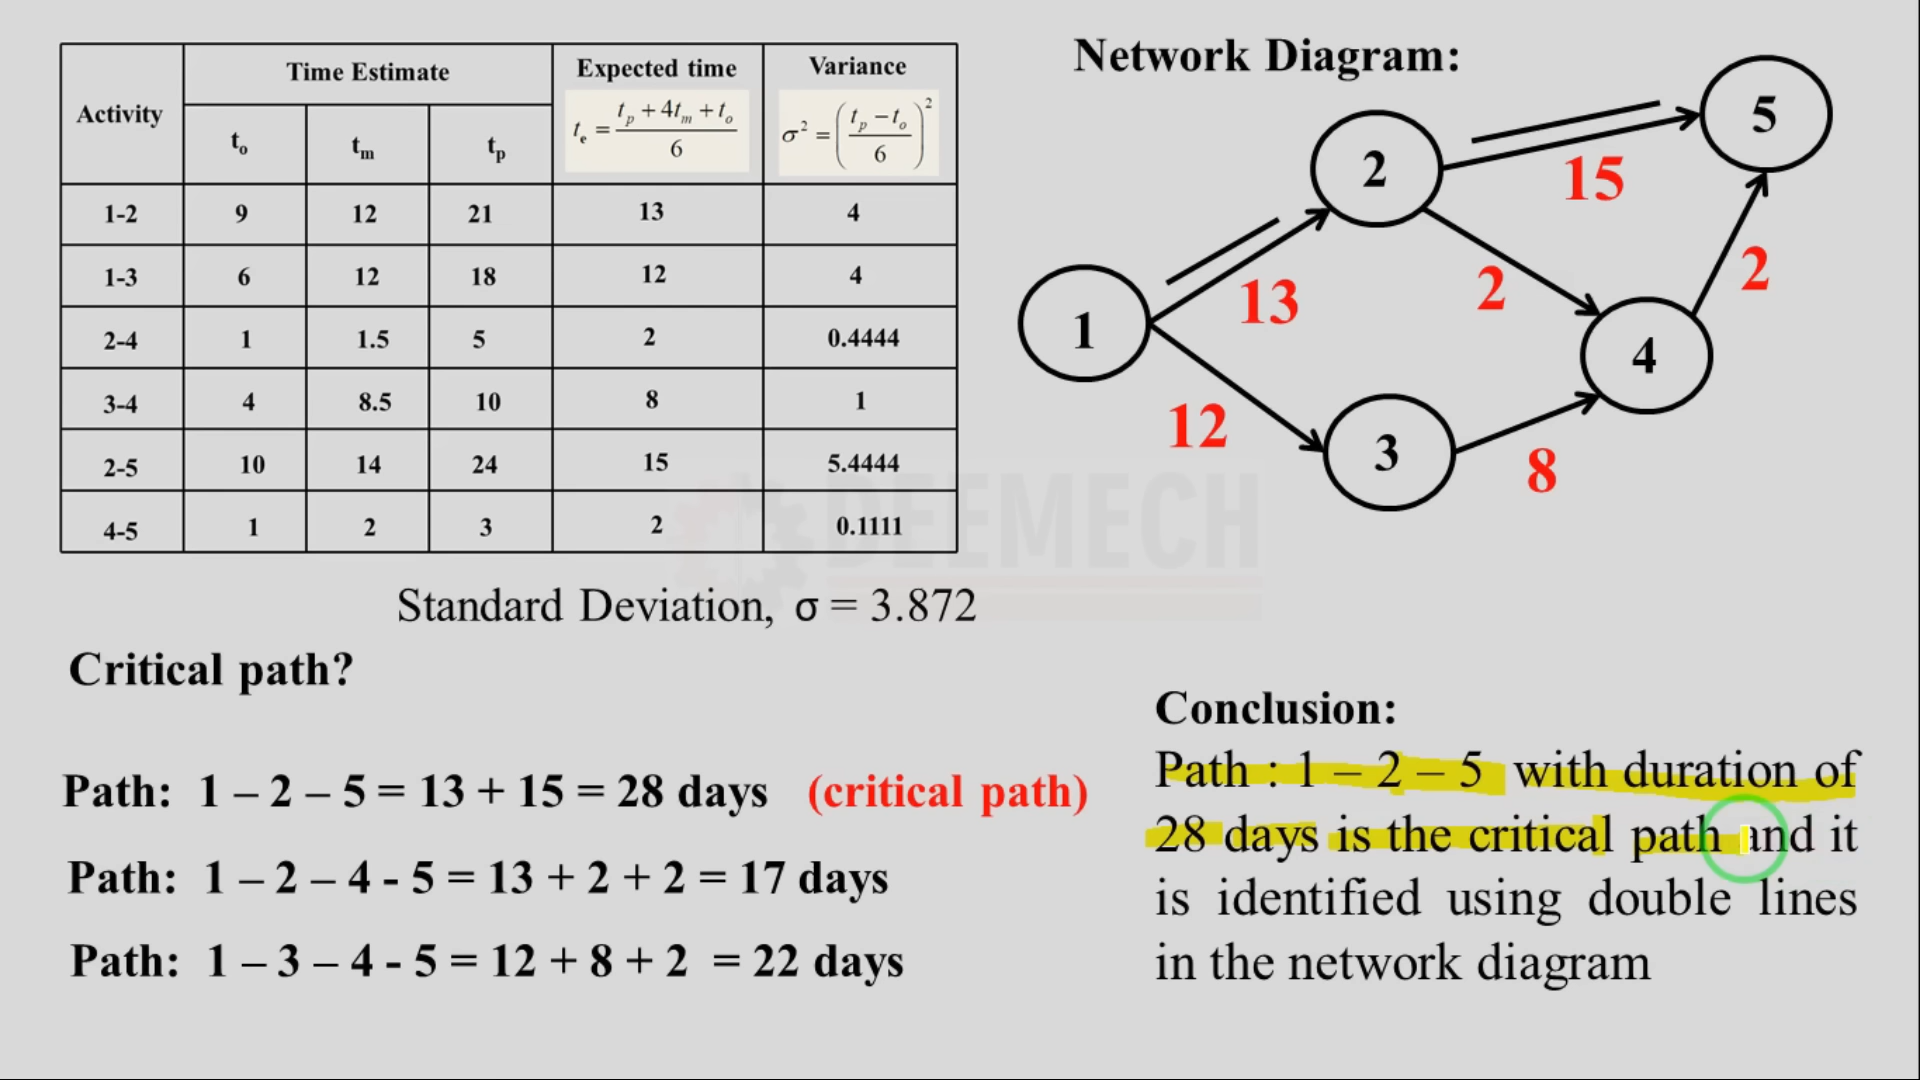 Activity Time Estimate Expected time Variance
t_o t_m t_p t_e = (t_p + 4t_m + t_o) / 6 σ² = ((t_p − t_o) / 6)²
1-2 9 12 21 13 4
1-3 6 12 18 12 4
2-4 1 1.5 5 2 0.4444
3-4 4 8.5 10 8 1
2-5 10 14 24 15 5.4444
4-5 1 2 3 2 0.1111
DEEMECH
Standard Deviation, σ = 3.872
Critical path?
Path: 1 – 2 – 5 = 13 + 15 = 28 days (critical path)
Path: 1 – 2 – 4 - 5 = 13 + 2 + 2 = 17 days
Path: 1 – 3 – 4 - 5 = 12 + 8 + 2 = 22 days
Network Diagram:
5
2
15
2
2
13
1
4
12
3
8
Conclusion:
Path : 1 – 2 – 5 with duration of
28 days is the critical path and it
is identified using double lines
in the network diagram